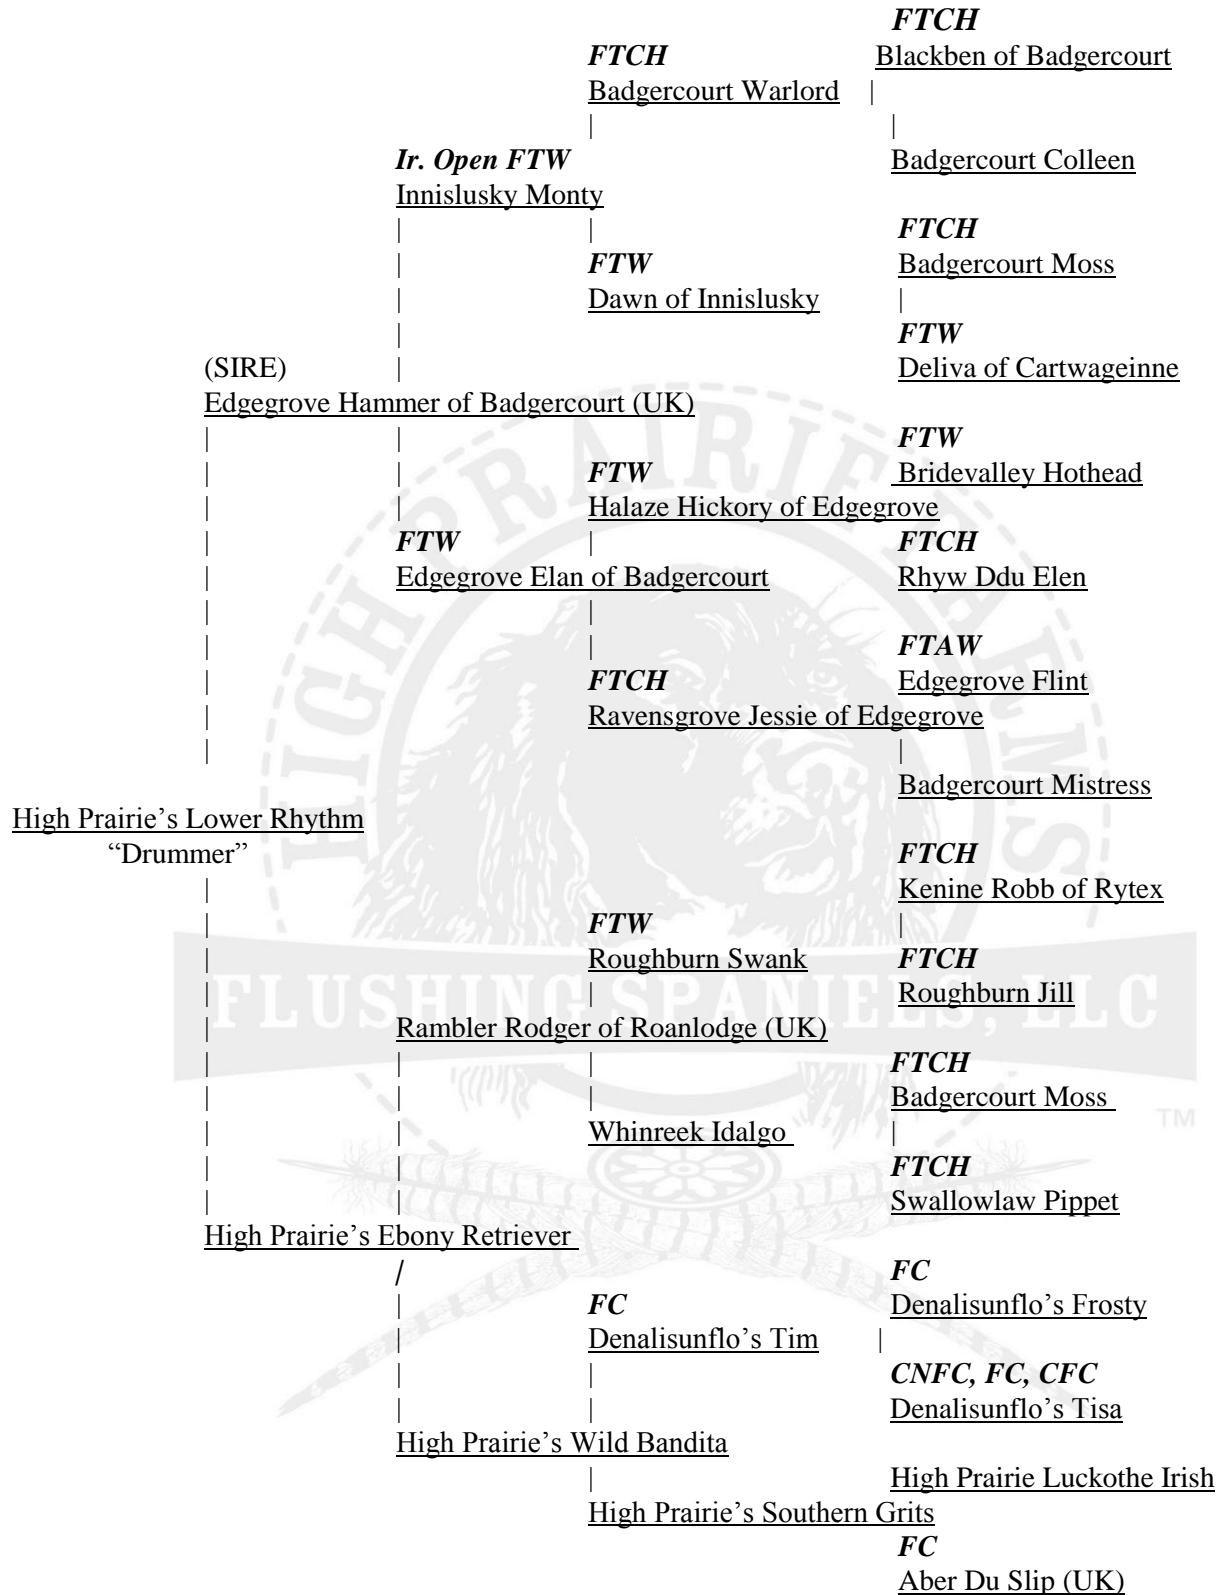 FTCH
FTCH
Blackben of Badgercourt
Badgercourt Warlord
Ir. Open FTW
Badgercourt Colleen
Innislusky Monty
FTCH
FTW
Badgercourt Moss
Dawn of Innislusky
FTW
(SIRE)
Deliva of Cartwageinne
Edgegrove Hammer of Badgercourt (UK)
FTW
FTW
Bridevalley Hothead
Halaze Hickory of Edgegrove
FTW
FTCH
Edgegrove Elan of Badgercourt
Rhyw Ddu Elen
FTAW
FTCH
Edgegrove Flint
Ravensgrove Jessie of Edgegrove
Badgercourt Mistress
High Prairie’s Lower Rhythm
“Drummer”
FTCH
Kenine Robb of Rytex
FTW
Roughburn Swank
FTCH
Roughburn Jill
Rambler Rodger of Roanlodge (UK)
FTCH
Badgercourt Moss
Whinreek Idalgo
FTCH
Swallowlaw Pippet
High Prairie’s Ebony Retriever
FC
FC
Denalisunflo’s Frosty
Denalisunflo’s Tim
CNFC, FC, CFC
Denalisunflo’s Tisa
High Prairie’s Wild Bandita
High Prairie Luckothe Irish
High Prairie’s Southern Grits
FC
Aber Du Slip (UK)
HIGH PRAIRIE FARMS
FLUSHING SPANIELS, LLC
TM